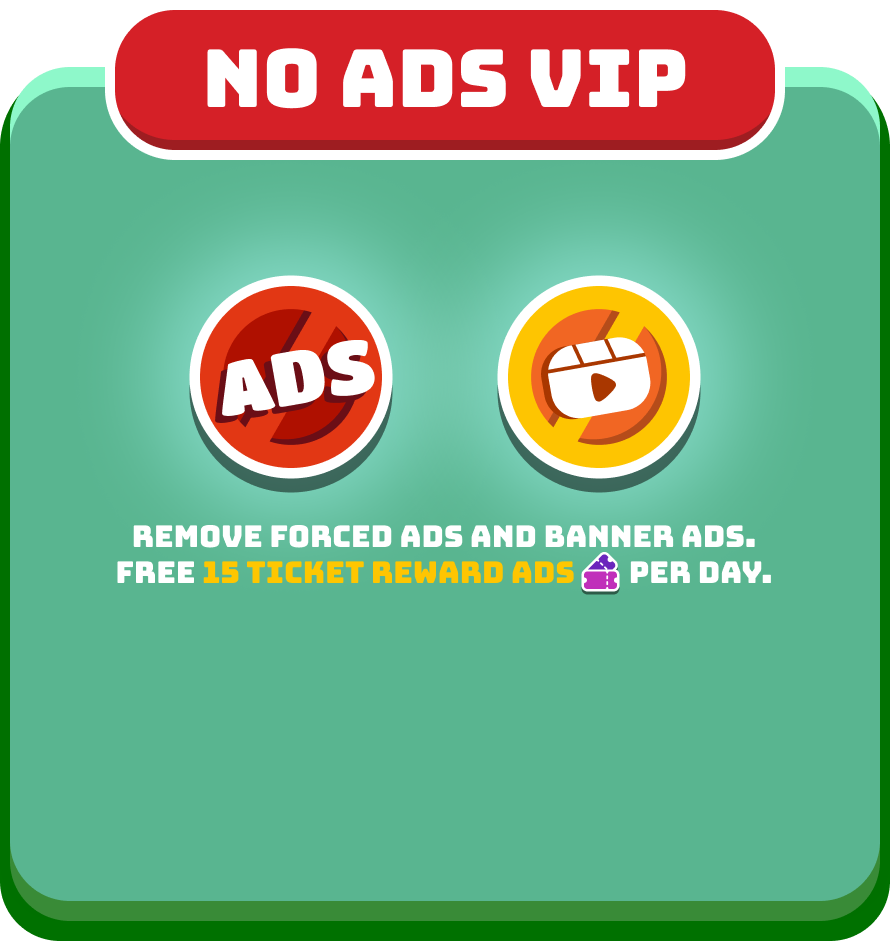 NO ADS VIP
ADS
REMOVE FORCED ADS AND BANNER ADS.
FREE 15 TICKET REWARD ADS PER DAY.